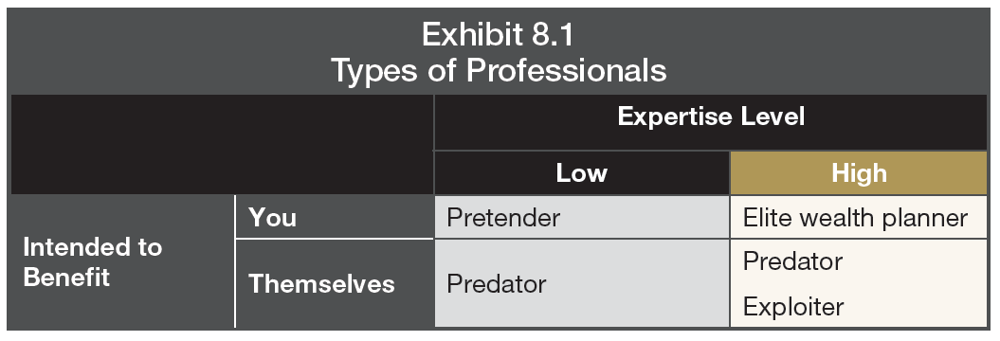 Exhibit 8.1
Types of Professionals
Expertise Level
Low
High
Intended to
Benefit
You
Pretender
Elite wealth planner
Themselves
Predator
Predator
Exploiter